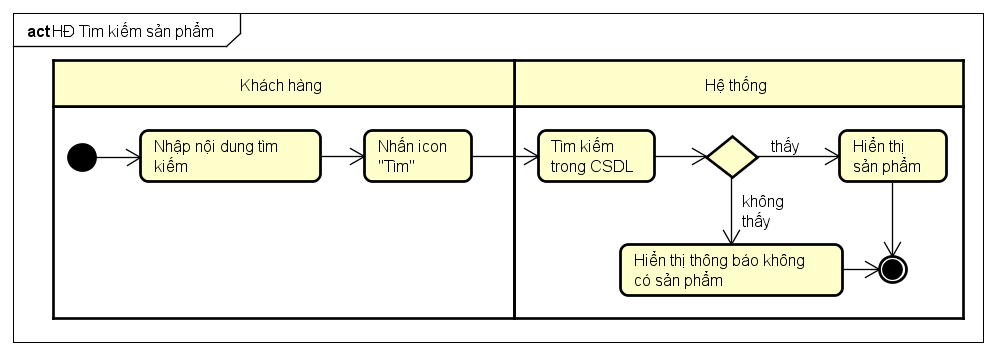 act HĐ Tìm kiếm sản phẩm
Khách hàng
Hệ thống
Nhập nội dung tìm
kiếm
Nhấn icon
"Tìm"
Tìm kiếm
trong CSDL
thấy
Hiển thị
sản phẩm
không
thấy
Hiển thị thông báo không
có sản phẩm